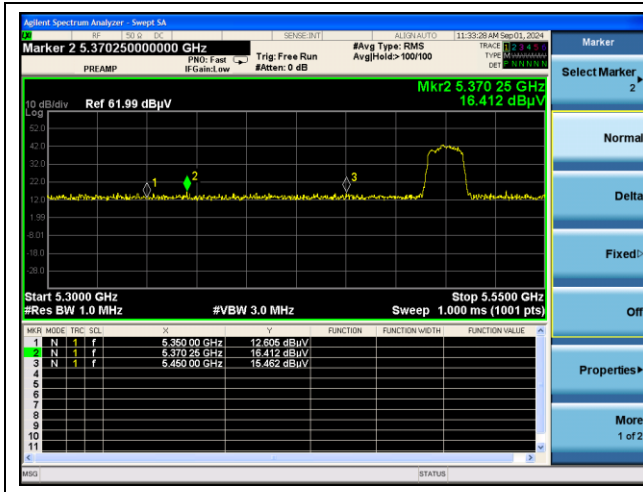 Agilent Spectrum Analyzer - Swept SA
RF 50 Ω DC SENSE:INT ALIGN AUTO 11:33:28 AM Sep 01, 2024
Marker 2 5.370250000000 GHz
PREAMP
PNO: Fast
IFGain:Low
Trig: Free Run
#Atten: 0 dB
#Avg Type: RMS
Avg|Hold:>100/100
TRACE 1 2 3 4 5 6
TYPE M
DET P N N N N N
Mkr2 5.370 25 GHz
16.412 dBµV
10 dB/div Ref 61.99 dBµV
Log
52.0
42.0
32.0
22.0
12.0
1.99
-8.01
-18.0
-28.0
1
2
3
Start 5.3000 GHz Stop 5.5500 GHz
#Res BW 1.0 MHz #VBW 3.0 MHz Sweep 1.000 ms (1001 pts)
MKR MODE TRC SCL X Y FUNCTION FUNCTION WIDTH FUNCTION VALUE
1 N 1 f 5.350 00 GHz 12.605 dBµV
2 N 1 f 5.370 25 GHz 16.412 dBµV
3 N 1 f 5.450 00 GHz 15.462 dBµV
4
5
6
7
8
9
10
11
MSG STATUS
Marker
Select Marker
2
Normal
Delta
Fixed
Off
Properties
More
1 of 2